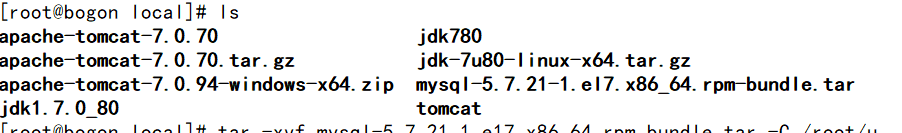 [root@bogon local]# ls
apache-tomcat-7.0.70 jdk780
apache-tomcat-7.0.70.tar.gz jdk-7u80-linux-x64.tar.gz
apache-tomcat-7.0.94-windows-x64.zip mysql-5.7.21-1.el7.x86_64.rpm-bundle.tar
jdk1.7.0_80 tomcat
[root@bogon local]# tar -xvf mysql-5.7.21-1.el7.x86_64.rpm-bundle.tar -C /root/u